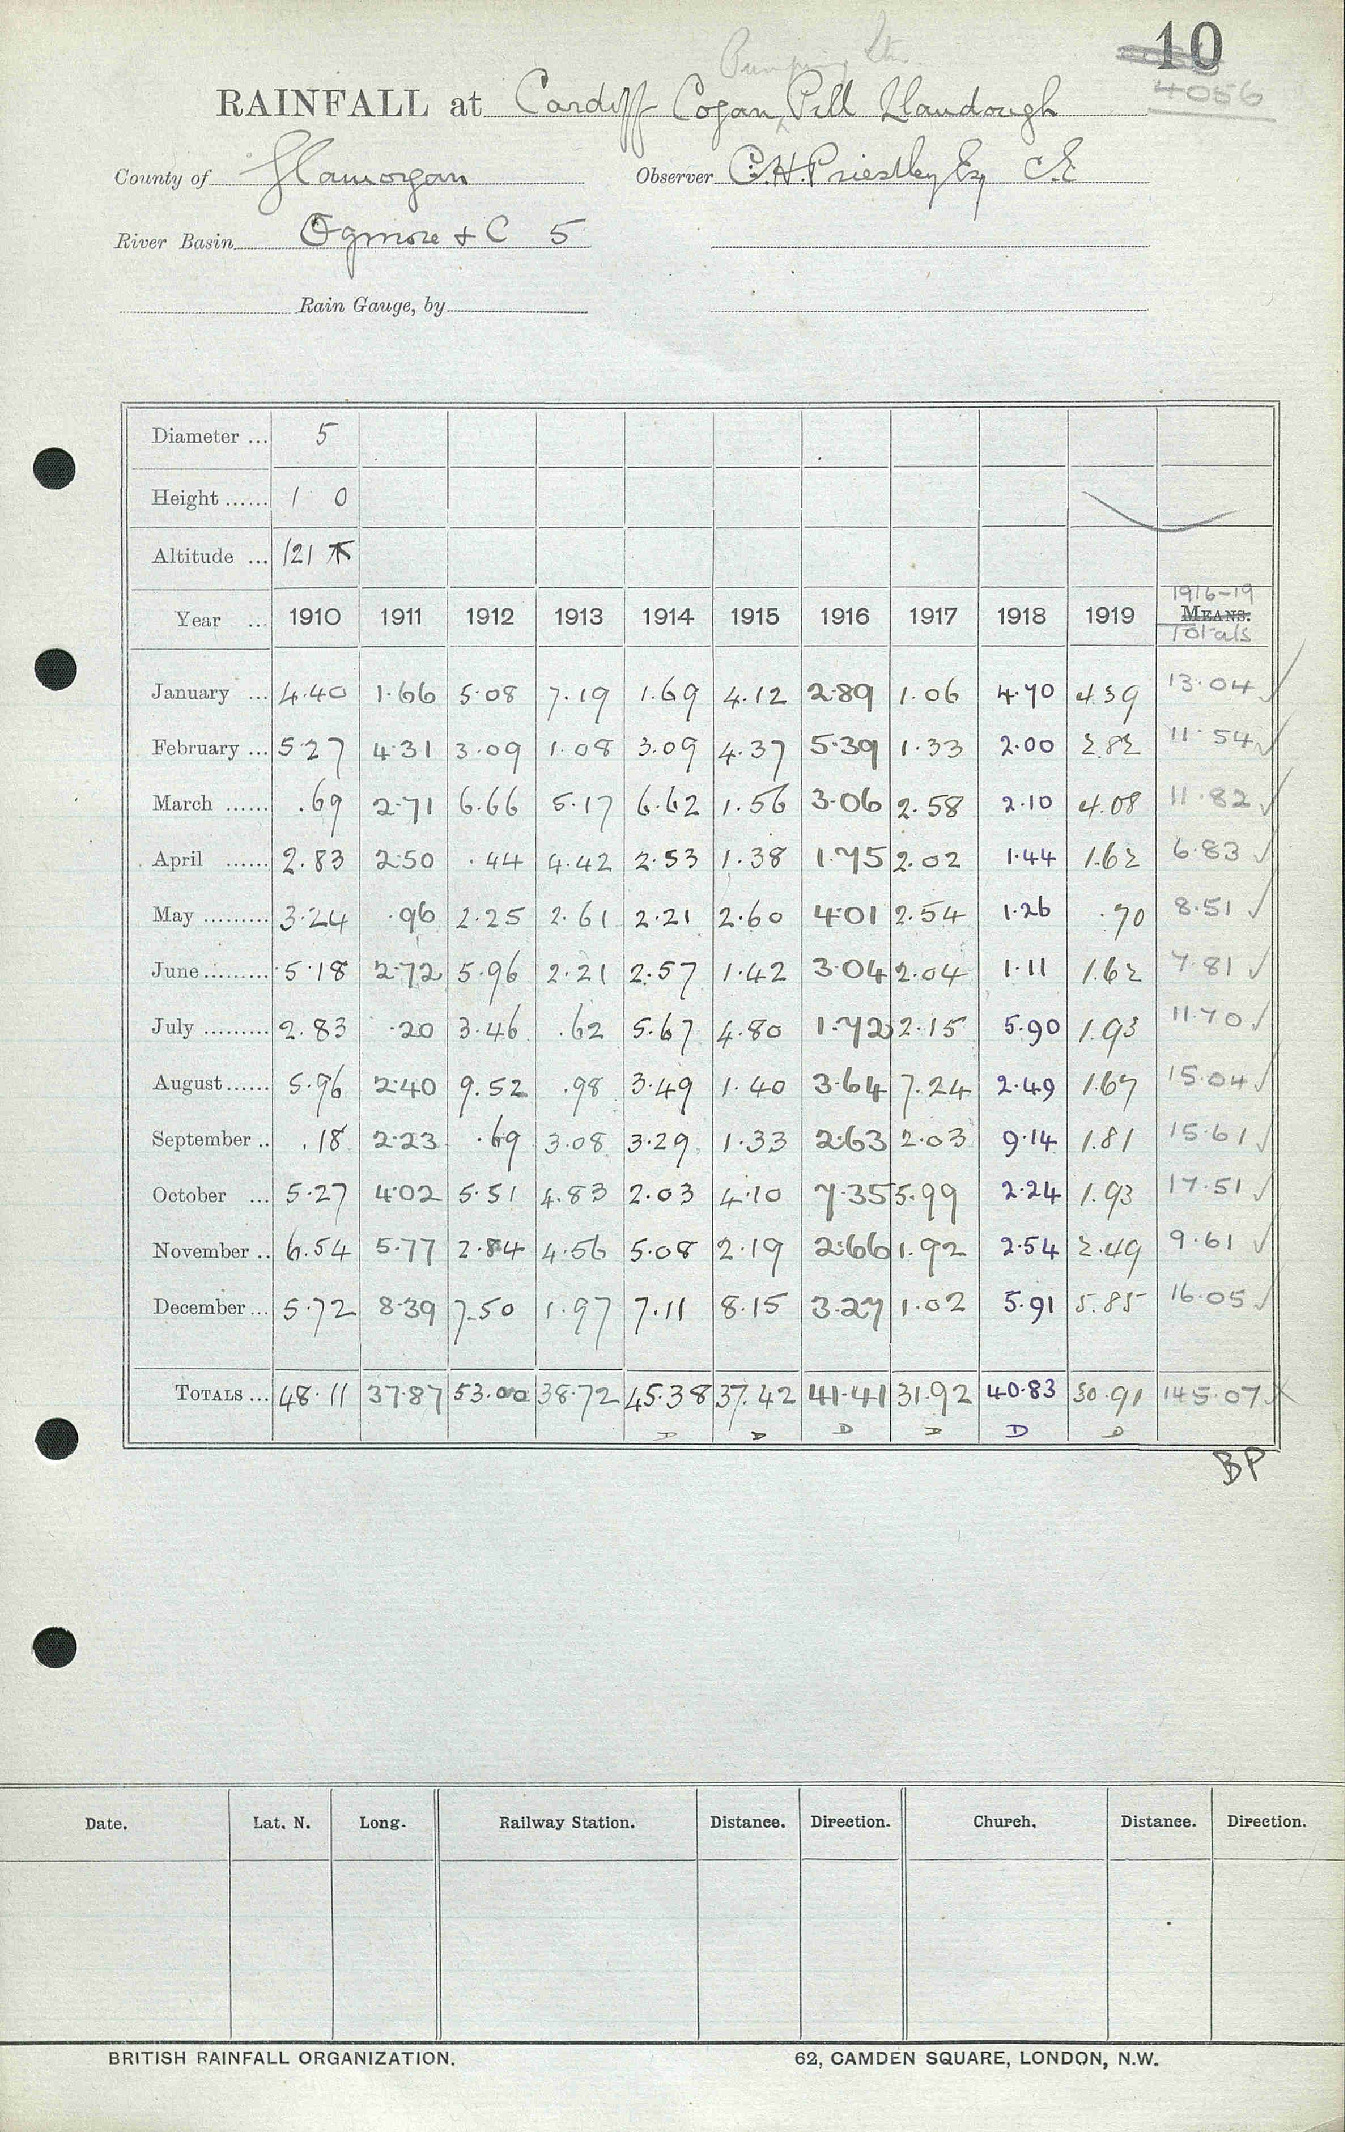 10
Pumping Stn.
4056
RAINFALL at Cardiff Cogan Pill Llandough
County of Glamorgan Observer C.H. Priestley Esq C.E
River Basin Ogmore & C 5
Rain Gauge, by
Diameter ... 5
Height ...... 1 0
Altitude ... 121
1916-19
Year ... 1910 1911 1912 1913 1914 1915 1916 1917 1918 1919 MEANS.
Totals
January ... 4.40 1.66 5.08 7.19 1.69 4.12 2.89 1.06 4.70 4.39 13.04 ✓
February ... 5.27 4.31 3.09 1.08 3.09 4.37 5.39 1.33 2.00 2.82 11.54 ✓
March ...... .69 2.71 6.66 5.17 6.62 1.56 3.06 2.58 2.10 4.08 11.82 ✓
April ...... 2.83 2.50 .44 4.42 2.53 1.38 1.75 2.02 1.44 1.62 6.83 ✓
May ......... 3.24 .96 2.25 2.61 2.21 2.60 4.01 2.54 1.26 .70 8.51 ✓
June ......... 5.18 2.72 5.96 2.21 2.57 1.42 3.04 2.04 1.11 1.62 7.81 ✓
July ......... 2.83 .20 3.46 .62 5.67 4.80 1.72 2.15 5.90 1.93 11.70 ✓
August ...... 5.96 2.40 9.52 .98 3.49 1.40 3.64 7.24 2.49 1.67 15.04 ✓
September .. .18 2.23 .69 3.08 3.29 1.33 2.63 2.03 9.14 1.81 15.61 ✓
October ... 5.27 4.02 5.51 4.83 2.03 4.10 7.35 5.99 2.24 1.93 17.51 ✓
November .. 6.54 5.77 2.84 4.56 5.08 2.19 2.66 1.92 2.54 2.49 9.61 ✓
December ... 5.72 8.39 7.50 1.97 7.11 8.15 3.27 1.02 5.91 5.85 16.05 ✓
TOTALS ... 48.11 37.87 53.00 38.72 45.38 37.42 41.41 31.92 40.83 30.91 145.07
D D D D D D
BP
Date. Lat. N. Long. Railway Station. Distance. Direction. Church. Distance. Direction.
BRITISH RAINFALL ORGANIZATION. 62, CAMDEN SQUARE, LONDON, N.W.